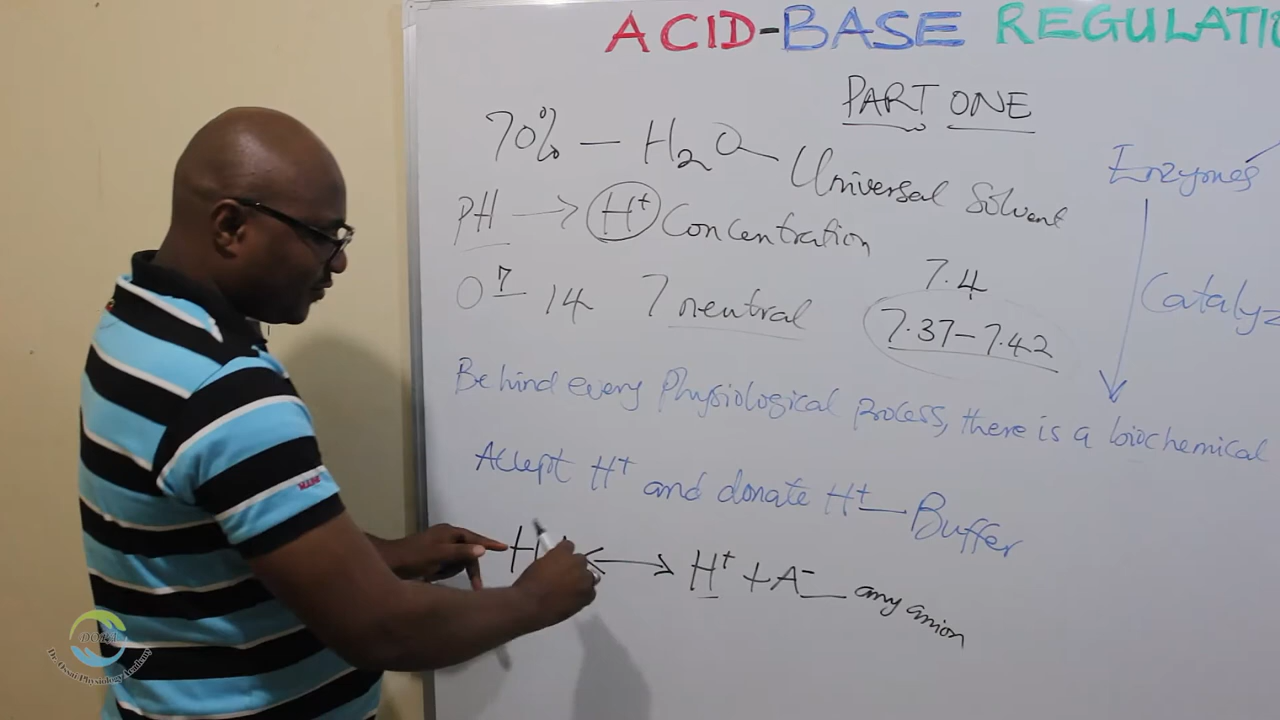 ACID-BASE REGULATIO
PART ONE
70% — H₂O — Universal Solvent
PH → H⁺ Concentration
0 7 14 7 neutral
7.4
7.37–7.42
Enzymes
Catalyz
Behind every Physiological Process, there is a biochemical
Accept H⁺ and donate H⁺ — Buffer
H ↔ H⁺ + A⁻ — any anion